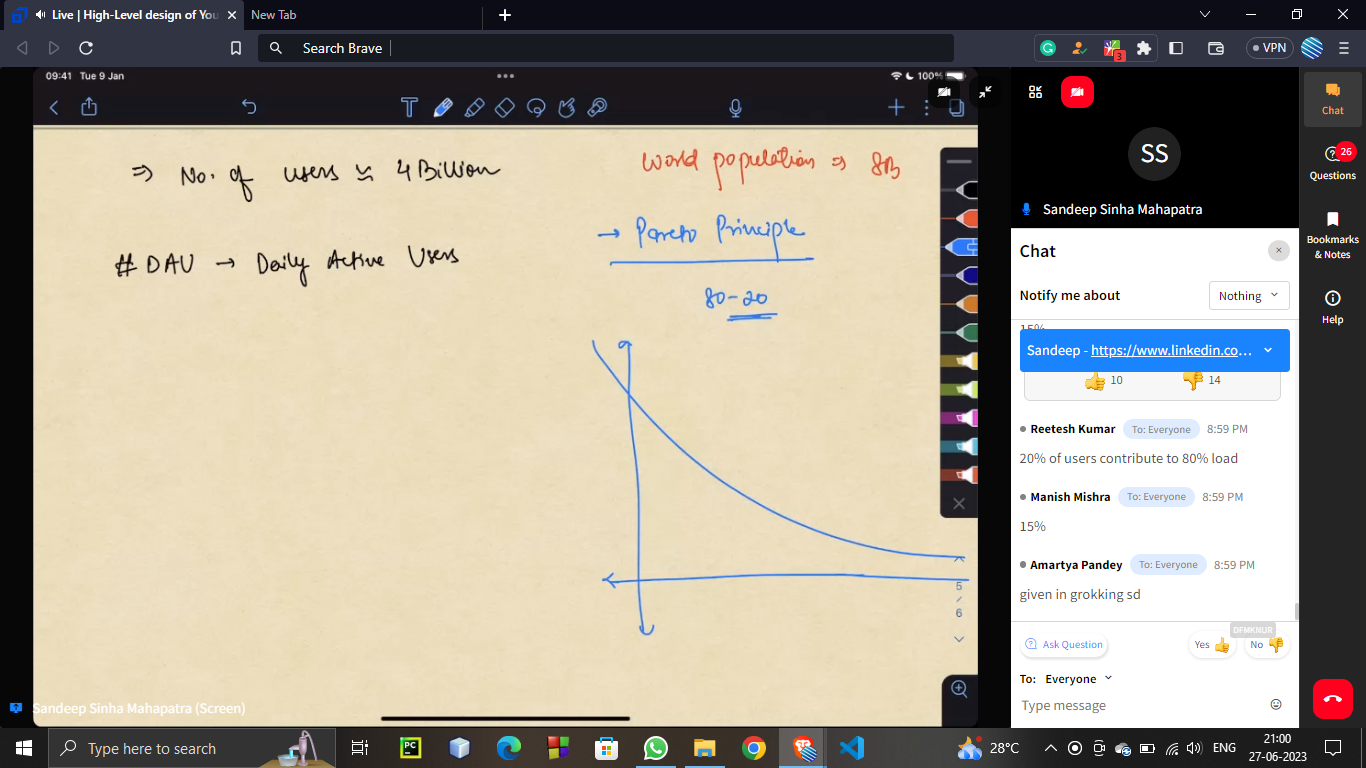 Live | High-Level design of You
New Tab
Search Brave
3
VPN
09:41 Tue 9 Jan
100%
⇒ No. of users ≈ 4 Billion
World population ⇒ 8B
→ Pareto Principle
# DAU → Daily Active Users
80-20
5
/
6
Sandeep Sinha Mahapatra (Screen)
SS
Sandeep Sinha Mahapatra
Chat
Notify me about
Nothing
15%
Sandeep - https://www.linkedin.co...
10
14
Reetesh Kumar To: Everyone 8:59 PM
20% of users contribute to 80% load
Manish Mishra To: Everyone 8:59 PM
15%
Amartya Pandey To: Everyone 8:59 PM
given in grokking sd
DFMKNUR
Ask Question
Yes
No
To: Everyone
Type message
Chat
26
Questions
Bookmarks
& Notes
Help
Type here to search
PC
28°C
ENG
21:00
27-06-2023